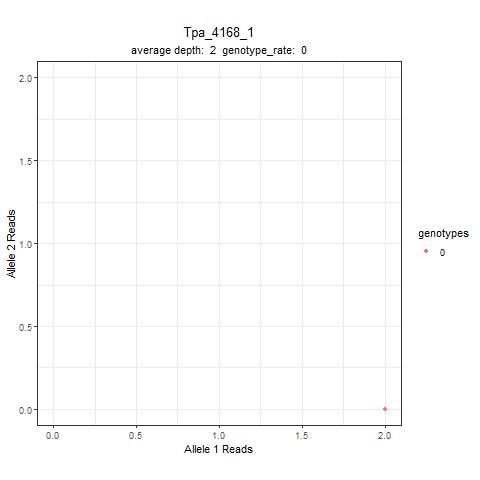 Tpa_4168_1
average depth: 2 genotype_rate: 0
2.0
1.5
1.0
0.5
0.0
Allele 2 Reads
0.0 0.5 1.0 1.5 2.0
Allele 1 Reads
genotypes
0